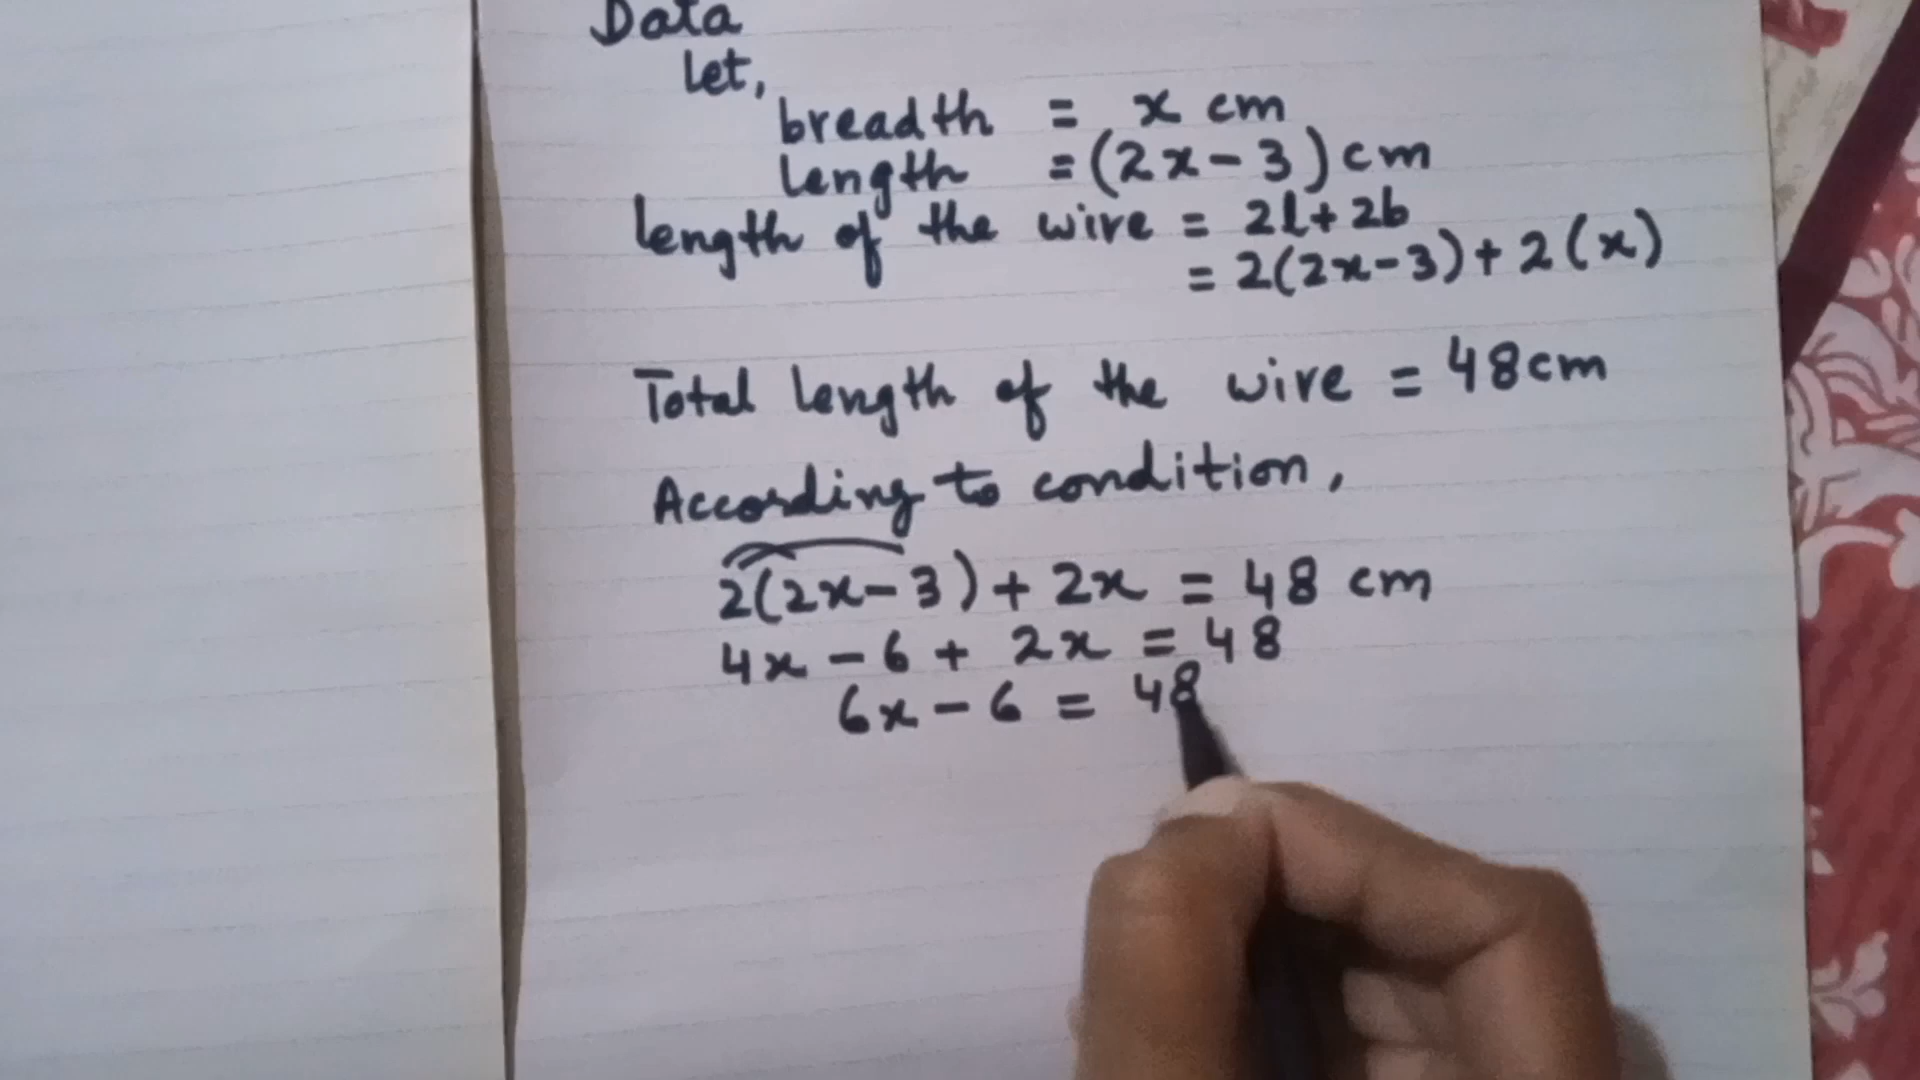 Data
let,
breadth = x cm
length = (2x-3) cm
length of the wire = 2l+2b
= 2(2x-3)+2(x)
Total length of the wire = 48cm
According to condition,
2(2x-3)+2x = 48 cm
4x-6+2x = 48
6x-6 = 48